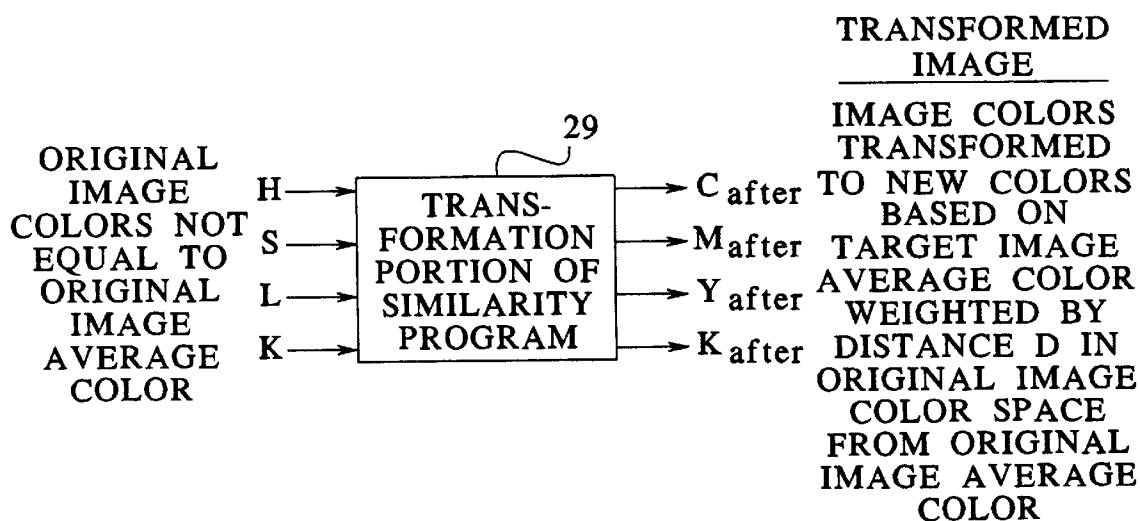 ORIGINAL
IMAGE
COLORS NOT
EQUAL TO
ORIGINAL
IMAGE
AVERAGE
COLOR
H
S
L
K
29
TRANS-
FORMATION
PORTION OF
SIMILARITY
PROGRAM
C after
M after
Y after
K after
TRANSFORMED
IMAGE
IMAGE COLORS
TRANSFORMED
TO NEW COLORS
BASED ON
TARGET IMAGE
AVERAGE COLOR
WEIGHTED BY
DISTANCE D IN
ORIGINAL IMAGE
COLOR SPACE
FROM ORIGINAL
IMAGE AVERAGE
COLOR